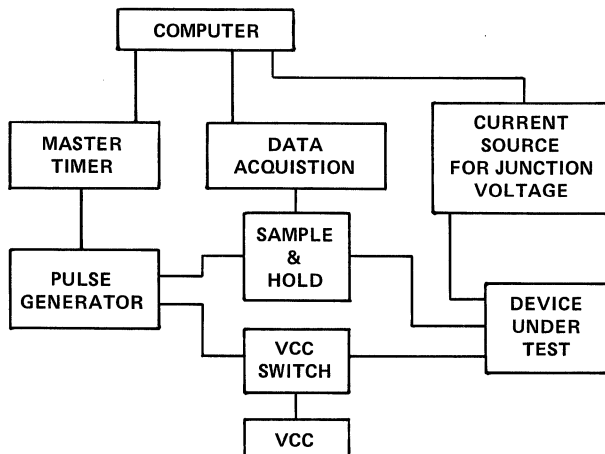 COMPUTER
MASTER
TIMER
DATA
ACQUISTION
CURRENT
SOURCE
FOR JUNCTION
VOLTAGE
SAMPLE
&
HOLD
PULSE
GENERATOR
DEVICE
UNDER
TEST
VCC
SWITCH
VCC